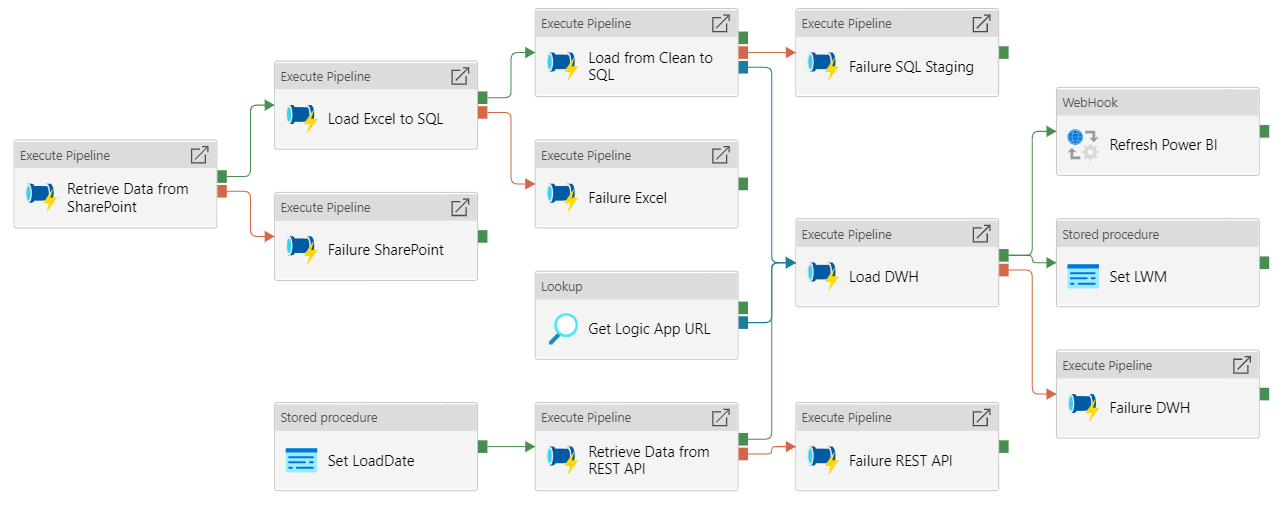 Execute Pipeline
Retrieve Data from
SharePoint
Execute Pipeline
Load Excel to SQL
Execute Pipeline
Failure SharePoint
Stored procedure
Set LoadDate
Execute Pipeline
Load from Clean to
SQL
Execute Pipeline
Failure Excel
Lookup
Get Logic App URL
Execute Pipeline
Retrieve Data from
REST API
Execute Pipeline
Failure SQL Staging
Execute Pipeline
Load DWH
Execute Pipeline
Failure REST API
WebHook
Refresh Power BI
Stored procedure
Set LWM
Execute Pipeline
Failure DWH